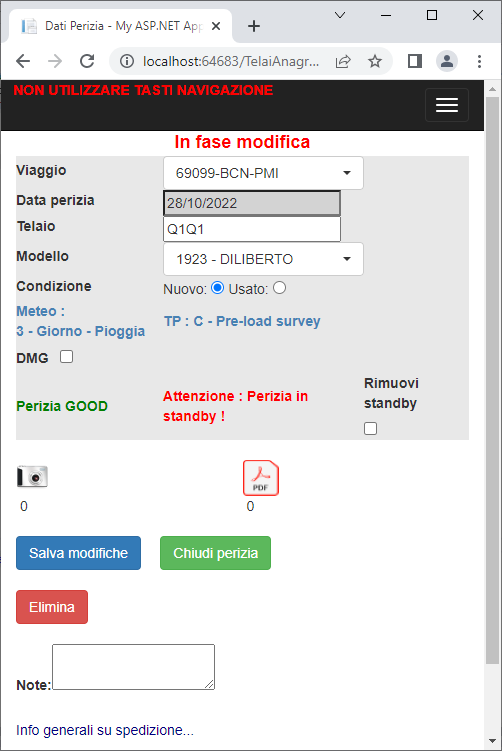 Dati Perizia - My ASP.NET App
localhost:64683/TelaiAnagr...
NON UTILIZZARE TASTI NAVIGAZIONE
In fase modifica
Viaggio 69099-BCN-PMI
Data perizia 28/10/2022
Telaio Q1Q1
Modello 1923 - DILIBERTO
Condizione Nuovo: Usato:
Meteo :
3 - Giorno - Pioggia TP : C - Pre-load survey
DMG
Perizia GOOD
Attenzione : Perizia in
standby !
Rimuovi
standby
PDF
0 0
Salva modifiche Chiudi perizia
Elimina
Note:
Info generali su spedizione...